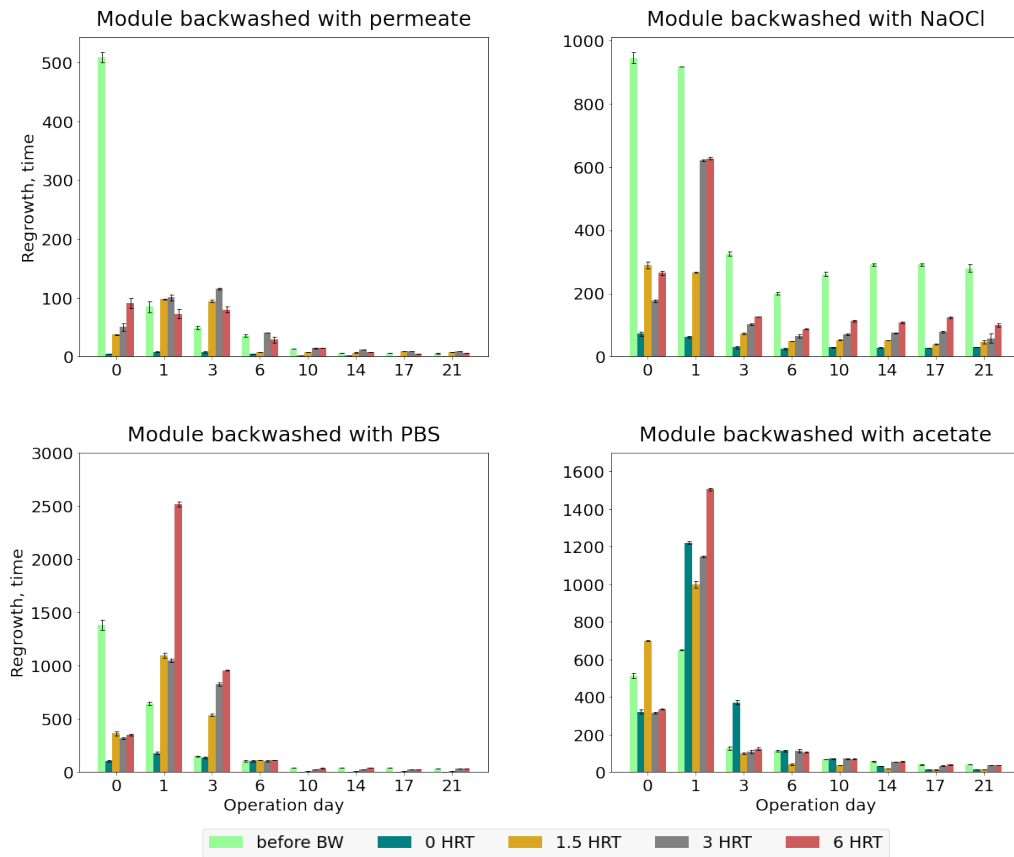 Module backwashed with permeate
Regrowth, time
500
400
300
200
100
0
0 1 3 6 10 14 17 21
Module backwashed with NaOCl
1000
800
600
400
200
0
0 1 3 6 10 14 17 21
Module backwashed with PBS
Regrowth, time
3000
2500
2000
1500
1000
500
0
0 1 3 6 10 14 17 21
Operation day
Module backwashed with acetate
1600
1400
1200
1000
800
600
400
200
0
0 1 3 6 10 14 17 21
Operation day
before BW 0 HRT 1.5 HRT 3 HRT 6 HRT